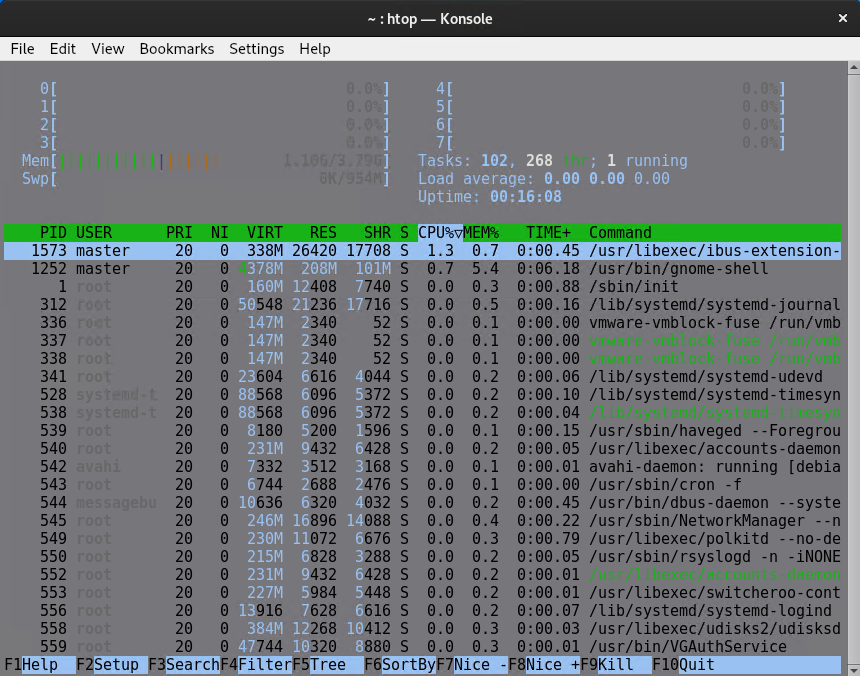 ~ : htop — Konsole
File Edit View Bookmarks Settings Help
0[ 0.0%] 4[ 0.0%]
1[ 0.0%] 5[ 0.0%]
2[ 0.0%] 6[ 0.0%]
3[ 0.0%] 7[ 0.0%]
Mem[|||||||||||||||||1.10G/3.79G] Tasks: 102, 268 thr; 1 running
Swp[ 0K/954M] Load average: 0.00 0.00 0.00
Uptime: 00:16:08
PID USER PRI NI VIRT RES SHR S CPU%▽MEM% TIME+ Command
1573 master 20 0 338M 26420 17708 S 1.3 0.7 0:00.45 /usr/libexec/ibus-extension-
1252 master 20 0 4378M 208M 101M S 0.7 5.4 0:06.18 /usr/bin/gnome-shell
1 root 20 0 160M 12408 7740 S 0.0 0.3 0:00.88 /sbin/init
312 root 20 0 50548 21236 17716 S 0.0 0.5 0:00.16 /lib/systemd/systemd-journal
336 root 20 0 147M 2340 52 S 0.0 0.1 0:00.00 vmware-vmblock-fuse /run/vmb
337 root 20 0 147M 2340 52 S 0.0 0.1 0:00.00 vmware-vmblock-fuse /run/vmb
338 root 20 0 147M 2340 52 S 0.0 0.1 0:00.00 vmware-vmblock-fuse /run/vmb
341 root 20 0 23604 6616 4044 S 0.0 0.2 0:00.06 /lib/systemd/systemd-udevd
528 systemd-t 20 0 88568 6096 5372 S 0.0 0.2 0:00.10 /lib/systemd/systemd-timesyn
538 systemd-t 20 0 88568 6096 5372 S 0.0 0.2 0:00.04 /lib/systemd/systemd-timesyn
539 root 20 0 8180 5200 1596 S 0.0 0.1 0:00.15 /usr/sbin/haveged --Foregrou
540 root 20 0 231M 9432 6428 S 0.0 0.2 0:00.05 /usr/libexec/accounts-daemon
542 avahi 20 0 7332 3512 3168 S 0.0 0.1 0:00.01 avahi-daemon: running [debia
543 root 20 0 6744 2688 2476 S 0.0 0.1 0:00.00 /usr/sbin/cron -f
544 messagebu 20 0 10636 6320 4032 S 0.0 0.2 0:00.45 /usr/bin/dbus-daemon --syste
545 root 20 0 246M 16896 14088 S 0.0 0.4 0:00.22 /usr/sbin/NetworkManager --n
549 root 20 0 230M 11072 6676 S 0.0 0.3 0:00.79 /usr/libexec/polkitd --no-de
550 root 20 0 215M 6828 3288 S 0.0 0.2 0:00.05 /usr/sbin/rsyslogd -n -iNONE
552 root 20 0 231M 9432 6428 S 0.0 0.2 0:00.01 /usr/libexec/accounts-daemon
553 root 20 0 227M 5984 5448 S 0.0 0.2 0:00.01 /usr/libexec/switcheroo-cont
556 root 20 0 13916 7628 6616 S 0.0 0.2 0:00.07 /lib/systemd/systemd-logind
558 root 20 0 384M 12268 10412 S 0.0 0.3 0:00.03 /usr/libexec/udisks2/udisksd
559 root 20 0 47744 10320 8880 S 0.0 0.3 0:00.01 /usr/bin/VGAuthService
F1Help F2Setup F3SearchF4FilterF5Tree F6SortByF7Nice -F8Nice +F9Kill F10Quit